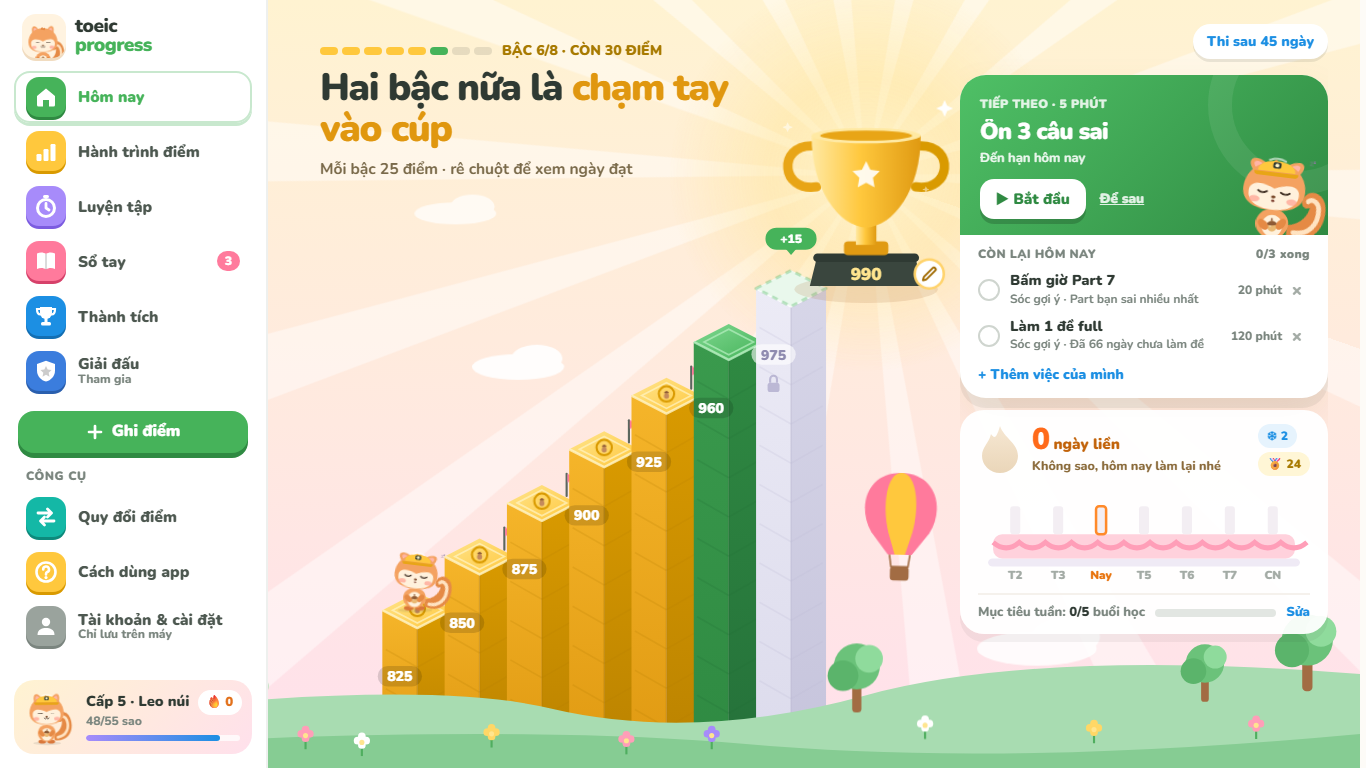 toeic
progress
Hôm nay
Hành trình điểm
Luyện tập
Sổ tay
3
Thành tích
Giải đấu
Tham gia
+ Ghi điểm
CÔNG CỤ
Quy đổi điểm
Cách dùng app
Tài khoản & cài đặt
Chỉ lưu trên máy
Cấp 5 · Leo núi
0
48/55 sao
BẬC 6/8 · CÒN 30 ĐIỂM
Hai bậc nữa là chạm tay
vào cúp
Mỗi bậc 25 điểm · rê chuột để xem ngày đạt
+15
990
975
960
925
900
875
850
825
Thi sau 45 ngày
TIẾP THEO · 5 PHÚT
Ôn 3 câu sai
Đến hạn hôm nay
Bắt đầu
Để sau
CÒN LẠI HÔM NAY
0/3 xong
Bấm giờ Part 7
Sóc gợi ý · Part bạn sai nhiều nhất
20 phút ×
Làm 1 đề full
Sóc gợi ý · Đã 66 ngày chưa làm đề
120 phút ×
+ Thêm việc của mình
0 ngày liền
Không sao, hôm nay làm lại nhé
2
24
T2 T3 Nay T5 T6 T7 CN
Mục tiêu tuần: 0/5 buổi học
Sửa